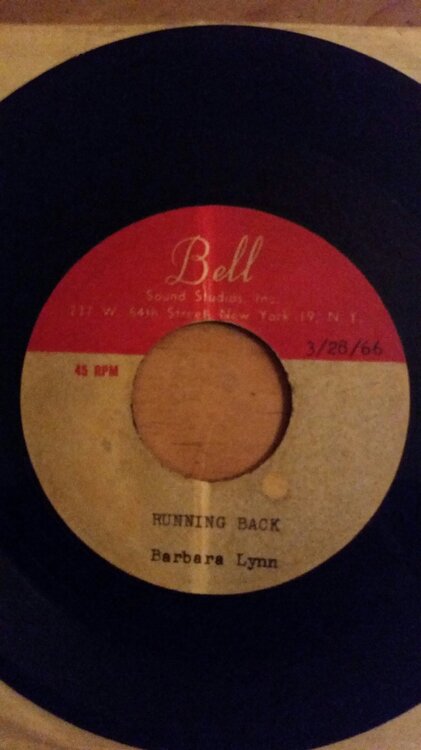 Bell
Sound Studios, Inc.
237 W. 54th Street, New York 19, N.Y.
3/28/66
45 RPM
RUNNING BACK
Barbara Lynn